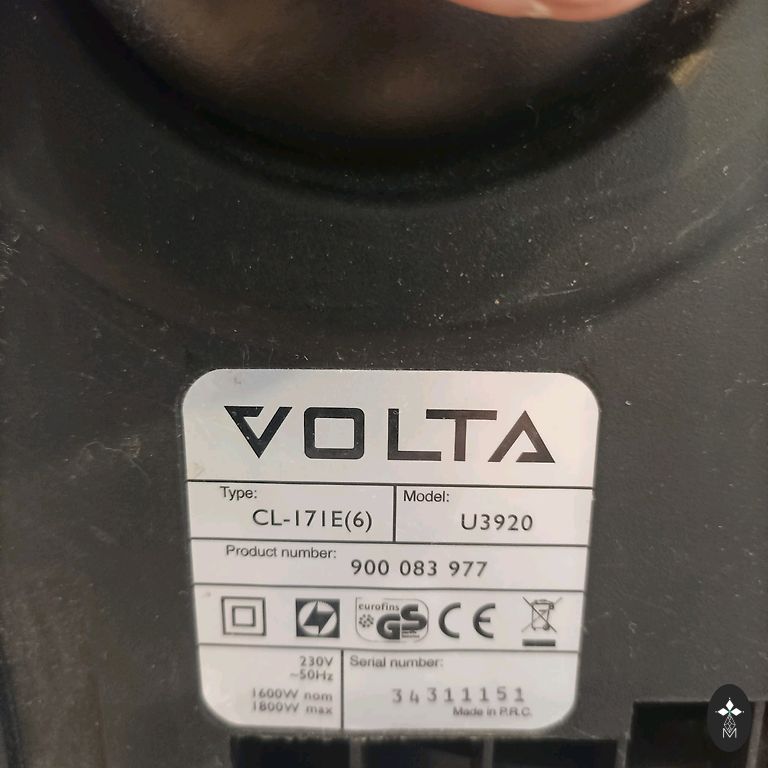 VOLTA
Type: Model:
CL-171E(6) U3920
Product number: 900 083 977
eurofins GS CE
230V Serial number:
~50Hz
1600W nom 34311151
1800W max Made in P.R.C.
M